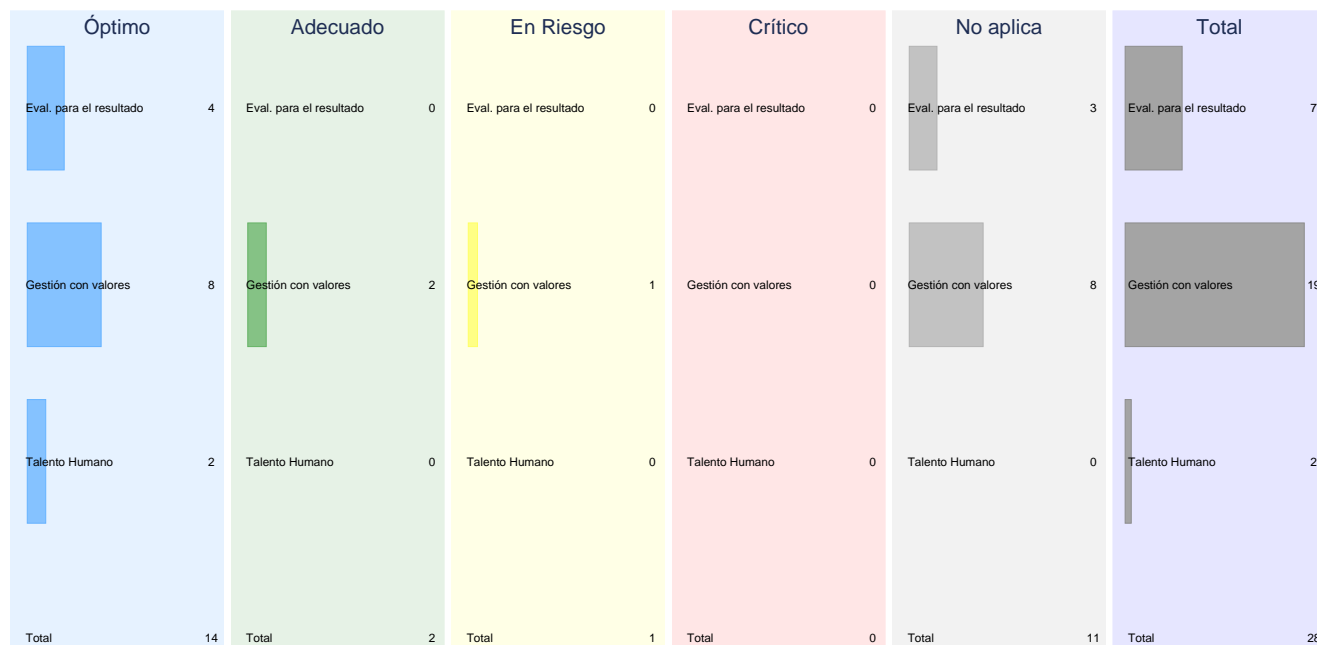 Óptimo Adecuado En Riesgo Crítico No aplica Total
Eval. para el resultado 4 Eval. para el resultado 0 Eval. para el resultado 0 Eval. para el resultado 0 Eval. para el resultado 3 Eval. para el resultado 7
Gestión con valores 8 Gestión con valores 2 Gestión con valores 1 Gestión con valores 0 Gestión con valores 8 Gestión con valores 19
Talento Humano 2 Talento Humano 0 Talento Humano 0 Talento Humano 0 Talento Humano 0 Talento Humano 2
Total 14 Total 2 Total 1 Total 0 Total 11 Total 28